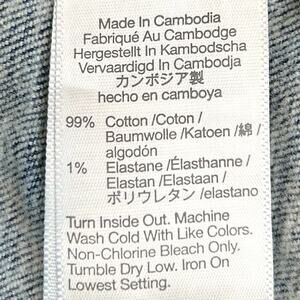 Made In Cambodia
Fabriqué Au Cambodge
Hergestellt In Kambodscha
Vervaardigd In Cambodja
カンボジア製
hecho en camboya
99% Cotton /Coton /
Baumwolle /Katoen /綿 /
algodón
1% Elastane /Élasthanne /
Elastan /Elastaan /
ポリウレタン /elastano
Turn Inside Out. Machine
Wash Cold With Like Colors.
Non-Chlorine Bleach Only.
Tumble Dry Low. Iron On
Lowest Setting.